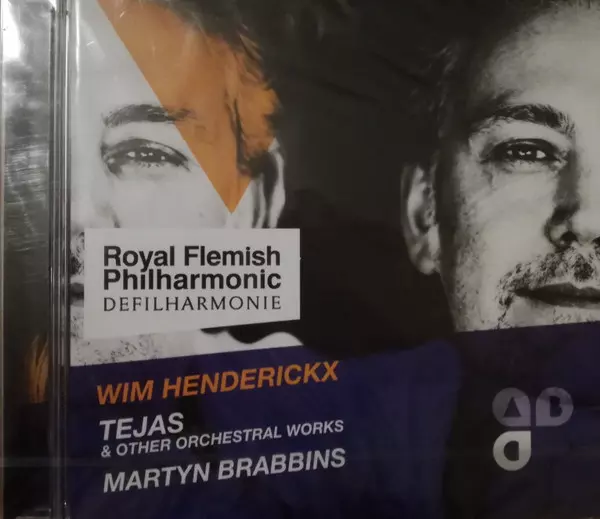 Royal Flemish
Philharmonic
DEFILHARMONIE
WIM HENDERICKX
TEJAS
& OTHER ORCHESTRAL WORKS
MARTYN BRABBINS